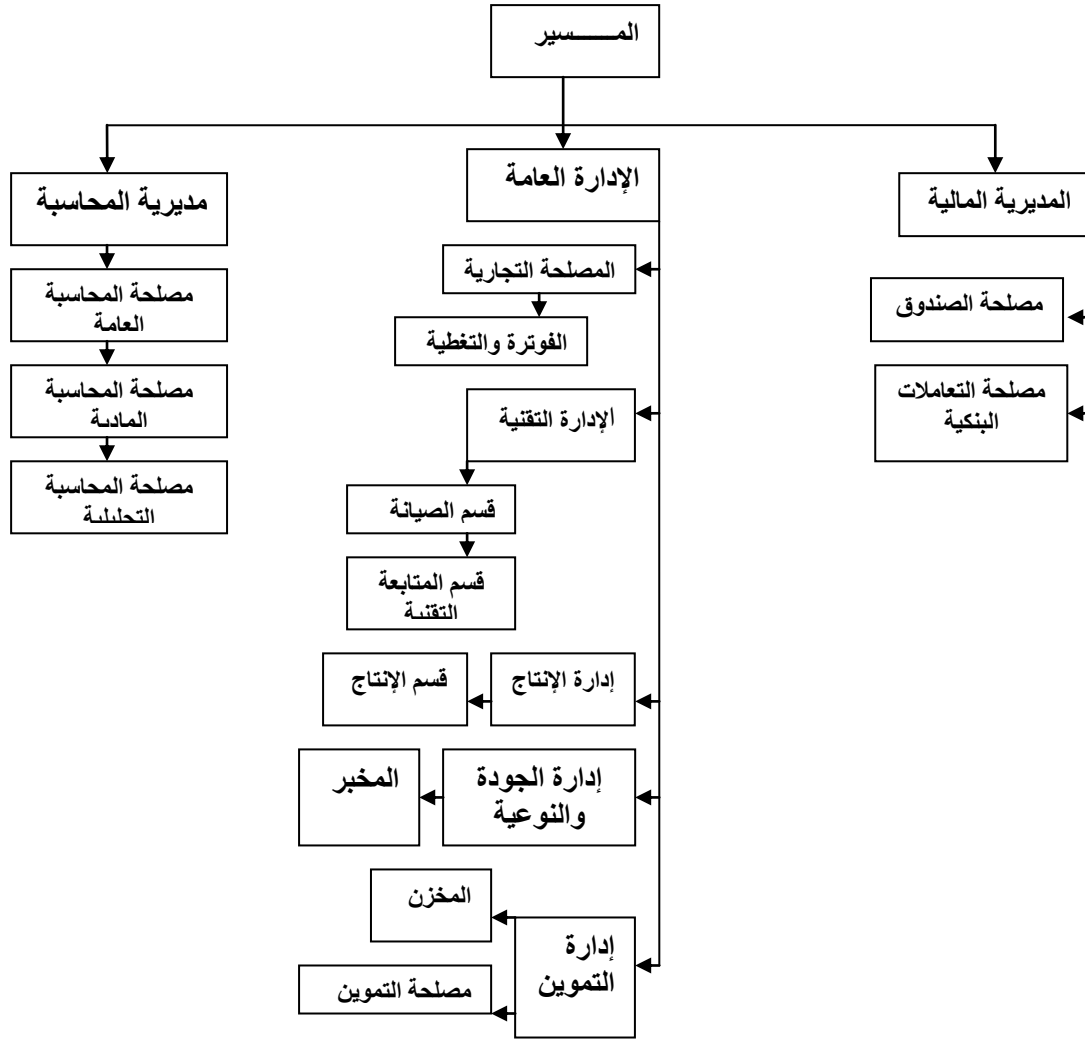 المـــــسير
الإدارة العامة
المديرية المالية
مديرية المحاسبة
المصلحة التجارية
مصلحة المحاسبة
العامة
مصلحة الصندوق
الفوترة والتغطية
مصلحة المحاسبة
المادية
مصلحة التعاملات
البنكية
الإدارة التقنية
مصلحة المحاسبة
التحليلية
قسم الصيانة
قسم المتابعة
التقنية
إدارة الإنتاج
قسم الإنتاج
إدارة الجودة
والنوعية
المخبر
المخزن
إدارة
التموين
مصلحة التموين